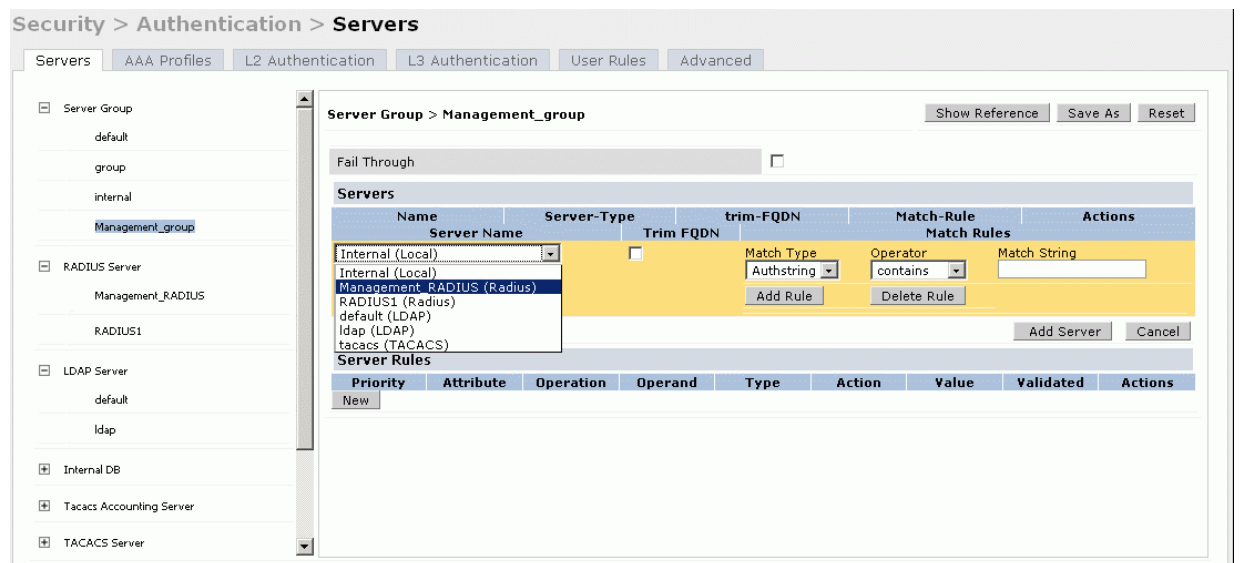 Security > Authentication > Servers
Servers AAA Profiles L2 Authentication L3 Authentication User Rules Advanced
Server Group
default
group
internal
Management_group
RADIUS Server
Management_RADIUS
RADIUS1
LDAP Server
default
ldap
Internal DB
Tacacs Accounting Server
TACACS Server
Server Group > Management_group Show Reference Save As Reset
Fail Through
Servers
Name Server-Type trim-FQDN Match-Rule Actions
Server Name Trim FQDN Match Rules
Internal (Local) Match Type Operator Match String
Authstring contains
Internal (Local)
Management_RADIUS (Radius)
RADIUS1 (Radius)
default (LDAP)
ldap (LDAP)
tacacs (TACACS)
Add Rule Delete Rule
Add Server Cancel
Server Rules
Priority Attribute Operation Operand Type Action Value Validated Actions
New